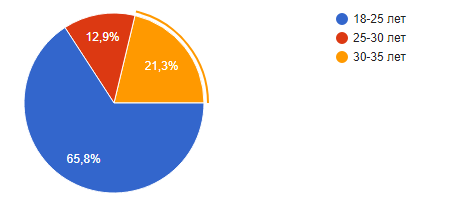 18-25 лет
25-30 лет
30-35 лет
12,9%
21,3%
65,8%